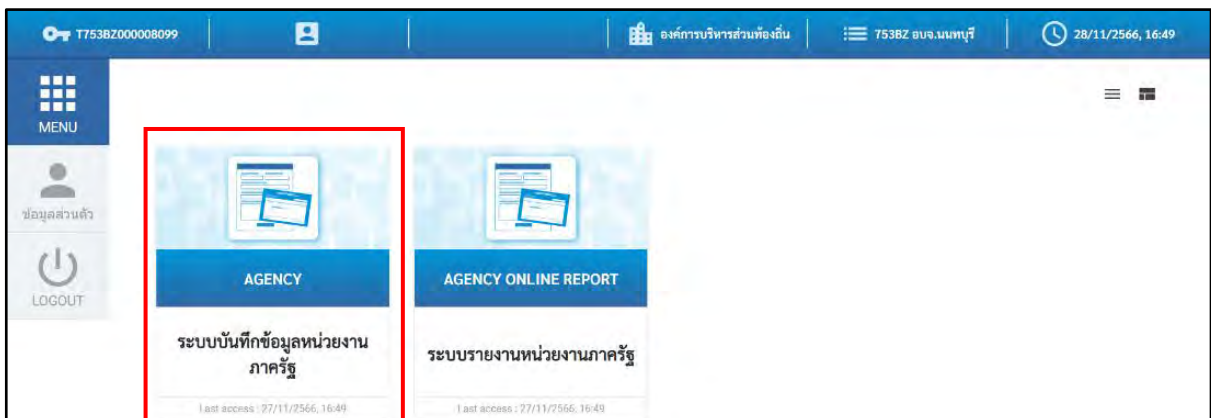 T753BZ000008099
องค์การบริหารส่วนท้องถิ่น
753BZ อบจ.นนทบุรี
28/11/2566, 16:49
MENU
ข้อมูลส่วนตัว
LOGOUT
AGENCY
ระบบบันทึกข้อมูลหน่วยงาน
ภาครัฐ
Last access : 27/11/2566, 16:49
AGENCY ONLINE REPORT
ระบบรายงานหน่วยงานภาครัฐ
Last access : 27/11/2566, 16:49